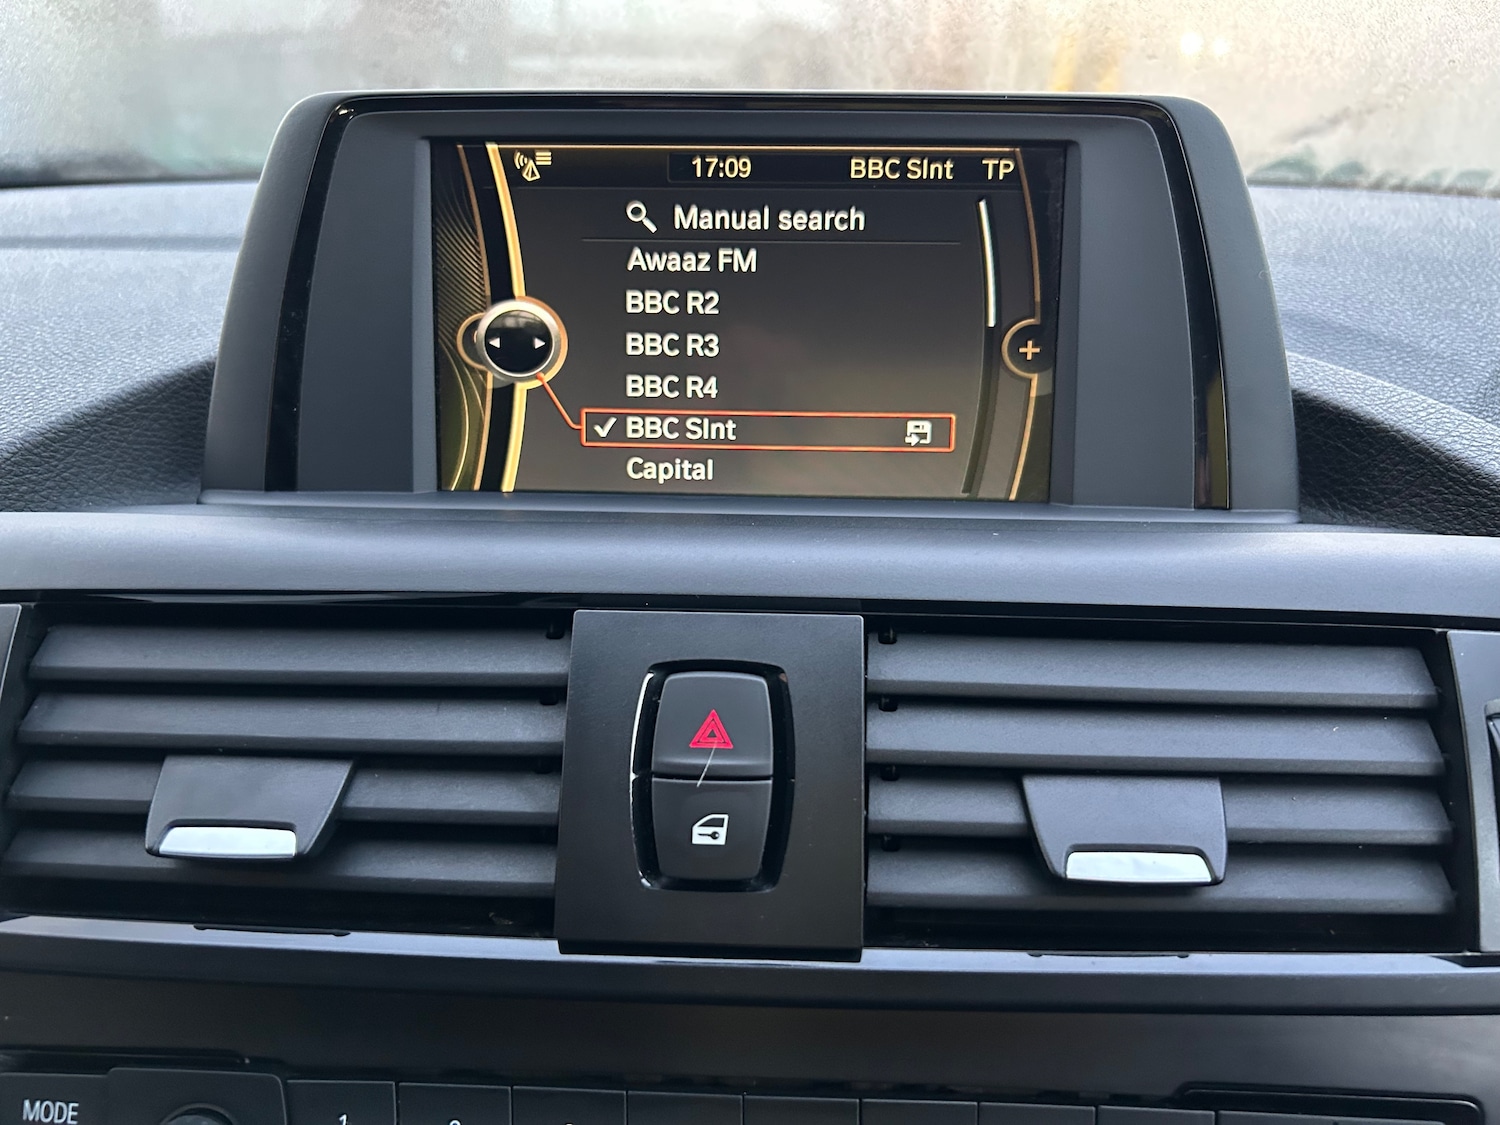 17:09 BBC SInt TP
Manual search
Awaaz FM
BBC R2
BBC R3
BBC R4
BBC SInt
Capital
MODE
1